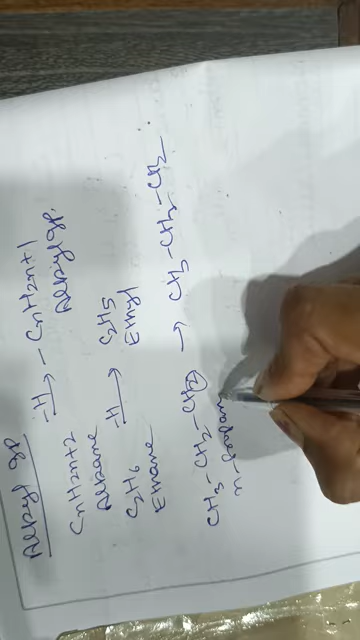 Alkyl gp
CnH2n+2 -H→ - CnH2n+1
Alkane Alkyl gp.
C2H6 -H→ C2H5
Ethane Ethyl
CH3-CH2-CH2 → CH3-CH2-CH2
n-Propane